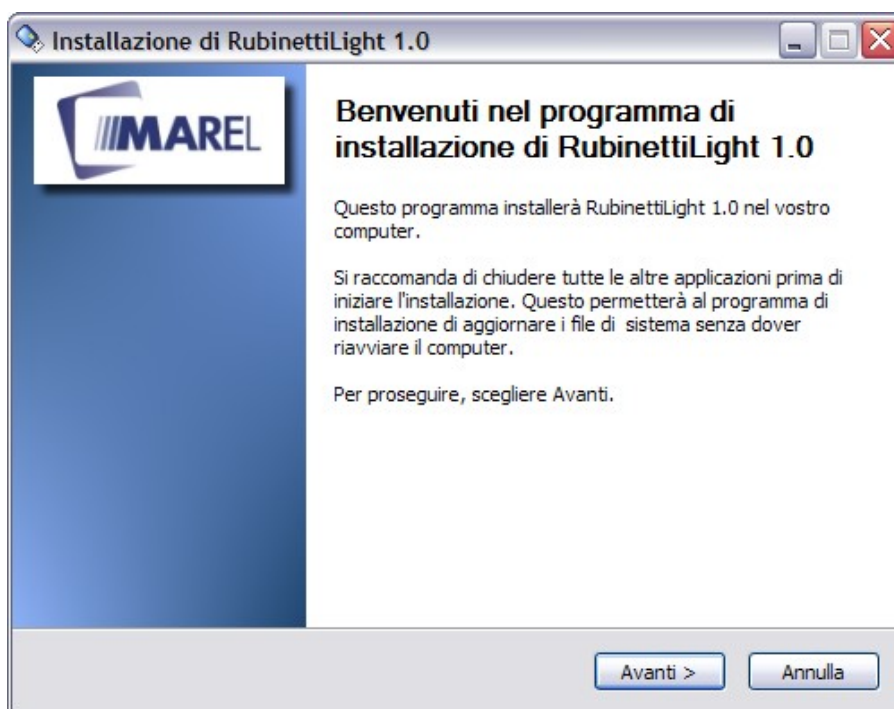 Installazione di RubinettiLight 1.0
MAREL
Benvenuti nel programma di
installazione di RubinettiLight 1.0
Questo programma installerà RubinettiLight 1.0 nel vostro
computer.
Si raccomanda di chiudere tutte le altre applicazioni prima di
iniziare l'installazione. Questo permetterà al programma di
installazione di aggiornare i file di  sistema senza dover
riavviare il computer.
Per proseguire, scegliere Avanti.
Avanti >
Annulla